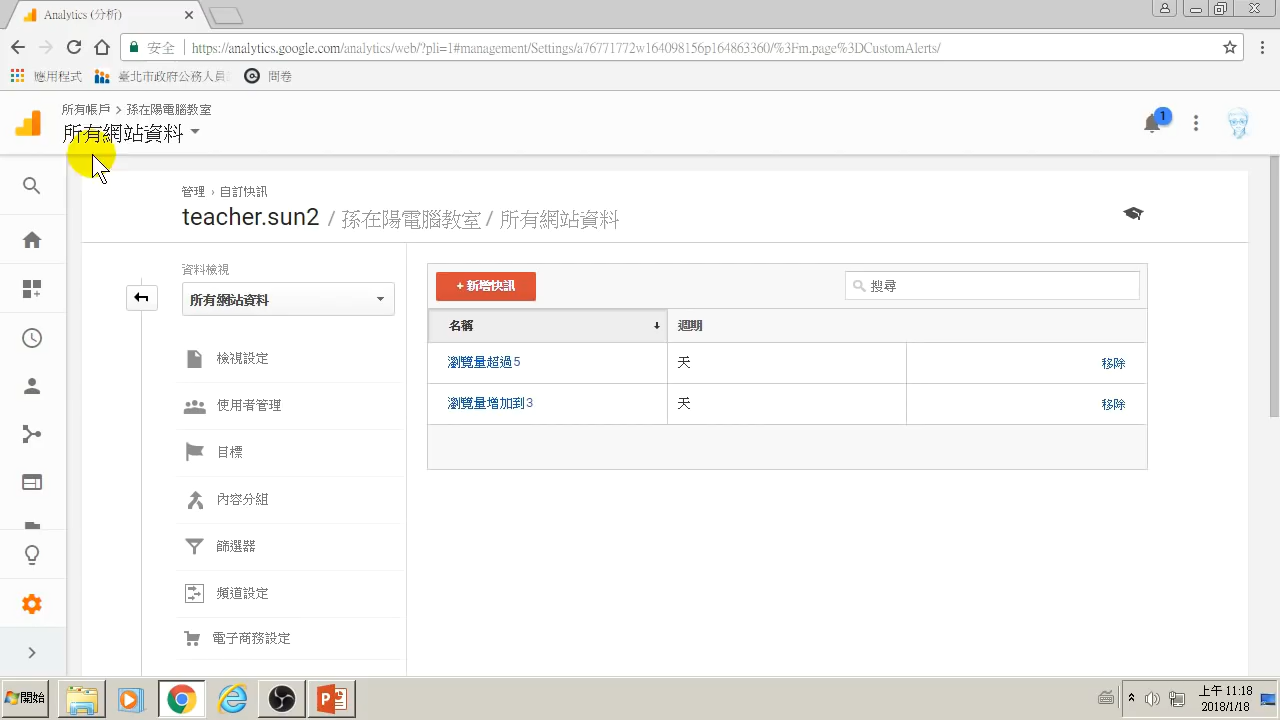 Analytics (分析)
安全 https://analytics.google.com/analytics/web/?pli=1#management/Settings/a76771772w164098156p164863360/%3Fm.page%3DCustomAlerts/
應用程式 臺北市政府公務人員 問卷
所有帳戶 > 孫在陽電腦教室
所有網站資料
1
管理 › 自訂快訊
teacher.sun2 / 孫在陽電腦教室 / 所有網站資料
資料檢視
所有網站資料
檢視設定
使用者管理
目標
內容分組
篩選器
頻道設定
電子商務設定
+ 新增快訊
搜尋
名稱 週期
瀏覽量超過5 天 移除
瀏覽量增加到3 天 移除
開始
上午 11:18
2018/1/18